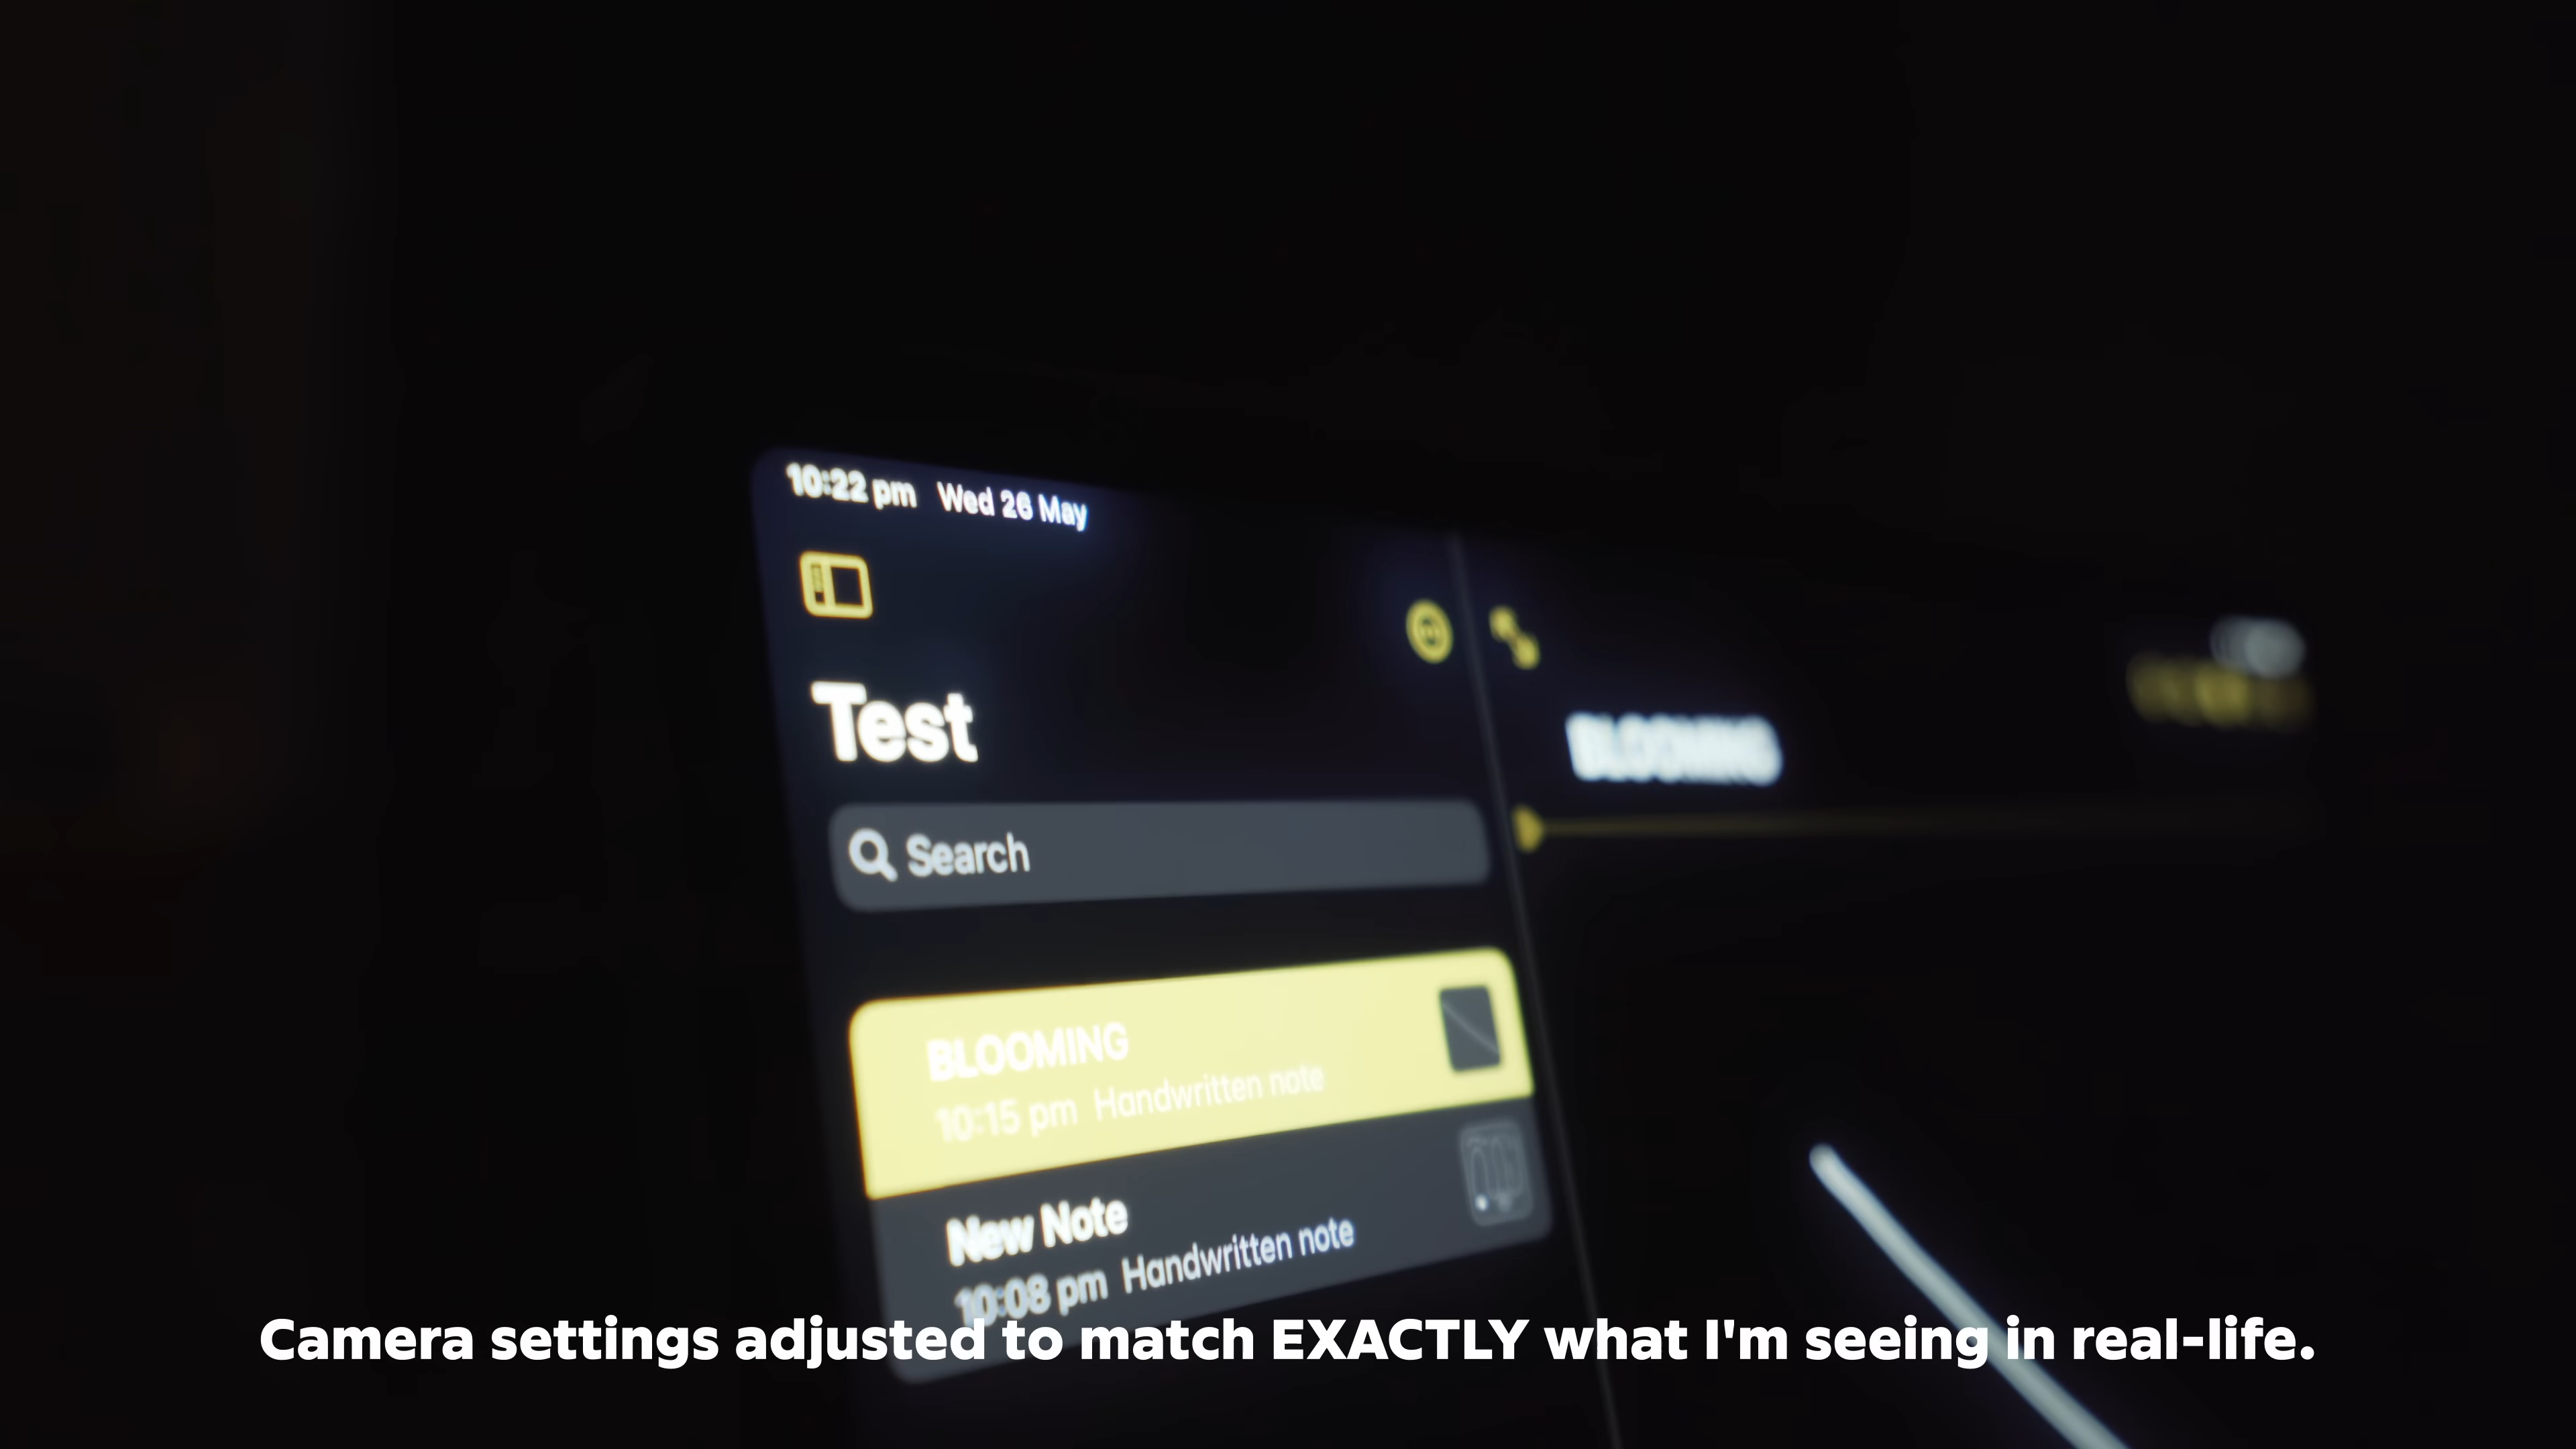 10:22 pm Wed 26 May
Test
BLOOMING
Search
BLOOMING
10:15 pm Handwritten note
New Note
10:08 pm Handwritten note
Camera settings adjusted to match EXACTLY what I'm seeing in real-life.